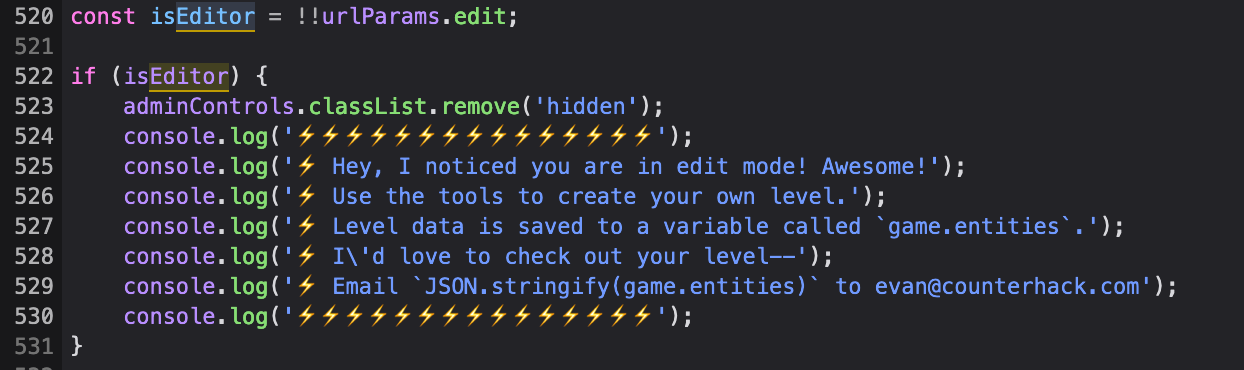 520 const isEditor = !!urlParams.edit;
521
522 if (isEditor) {
523     adminControls.classList.remove('hidden');
524     console.log('⚡⚡⚡⚡⚡⚡⚡⚡⚡⚡⚡⚡⚡⚡⚡');
525     console.log('⚡ Hey, I noticed you are in edit mode! Awesome!');
526     console.log('⚡ Use the tools to create your own level.');
527     console.log('⚡ Level data is saved to a variable called `game.entities`.');
528     console.log('⚡ I\'d love to check out your level--');
529     console.log('⚡ Email `JSON.stringify(game.entities)` to evan@counterhack.com');
530     console.log('⚡⚡⚡⚡⚡⚡⚡⚡⚡⚡⚡⚡⚡⚡⚡');
531 }